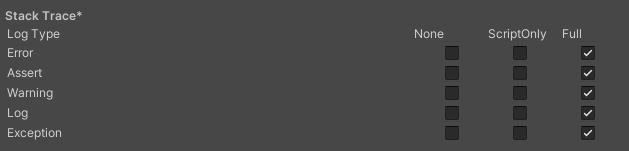 Stack Trace*
Log Type None ScriptOnly Full
Error
Assert
Warning
Log
Exception